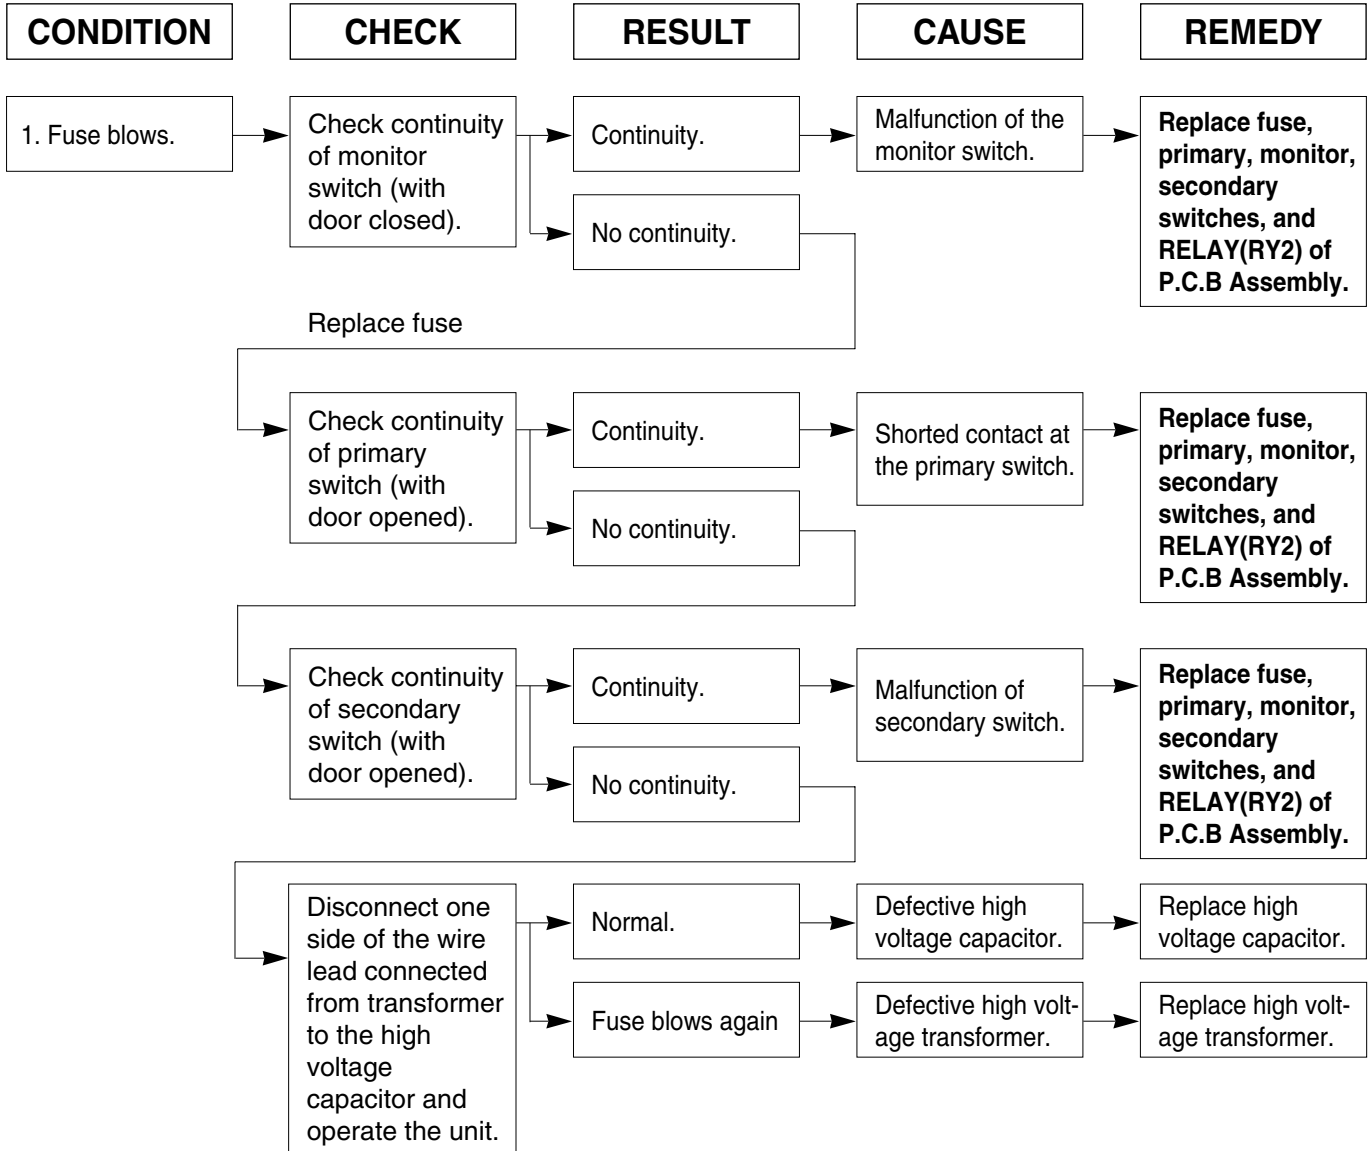 CONDITION
CHECK
RESULT
CAUSE
REMEDY
1. Fuse blows.
Check continuity
of monitor
switch (with
door closed).
Continuity.
Malfunction of the
monitor switch.
Replace fuse,
primary, monitor,
secondary
switches, and
RELAY(RY2) of
P.C.B Assembly.
No continuity.
Replace fuse
Check continuity
of primary
switch (with
door opened).
Continuity.
Shorted contact at
the primary switch.
Replace fuse,
primary, monitor,
secondary
switches, and
RELAY(RY2) of
P.C.B Assembly.
No continuity.
Check continuity
of secondary
switch (with
door opened).
Continuity.
Malfunction of
secondary switch.
Replace fuse,
primary, monitor,
secondary
switches, and
RELAY(RY2) of
P.C.B Assembly.
No continuity.
Disconnect one
side of the wire
lead connected
from transformer
to the high
voltage
capacitor and
operate the unit.
Normal.
Defective high
voltage capacitor.
Replace high
voltage capacitor.
Fuse blows again
Defective high volt-
age transformer.
Replace high volt-
age transformer.